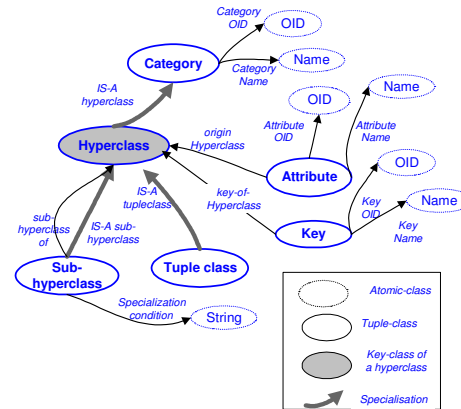 Category
OID
OID
Category
Name
Category
Name
IS-A
hyperclass
OID
Name
Hyperclass
origin
Hyperclass
Attribute
OID
Attribute
Name
Attribute
OID
IS-A
tupleclass
key-of-
Hyperclass
Key
OID
Name
Key
Key
Name
sub-
hyperclass
of
IS-A sub-
hyperclass
Sub-
hyperclass
Tuple class
Specialization
condition
String
Atomic-class
Tuple-class
Key-class of
a hyperclass
Specialisation